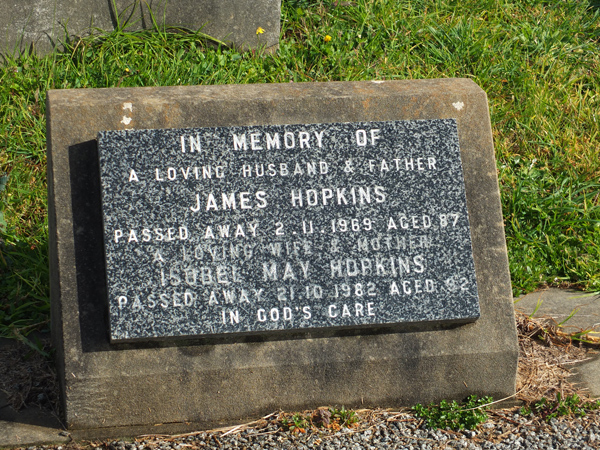 IN MEMORY OF
A LOVING HUSBAND & FATHER
JAMES HOPKINS
PASSED AWAY 2.11.1969 AGED 87
A LOVING WIFE & MOTHER
ISOBEL MAY HOPKINS
PASSED AWAY 21.10.1982 AGED 92
IN GOD'S CARE